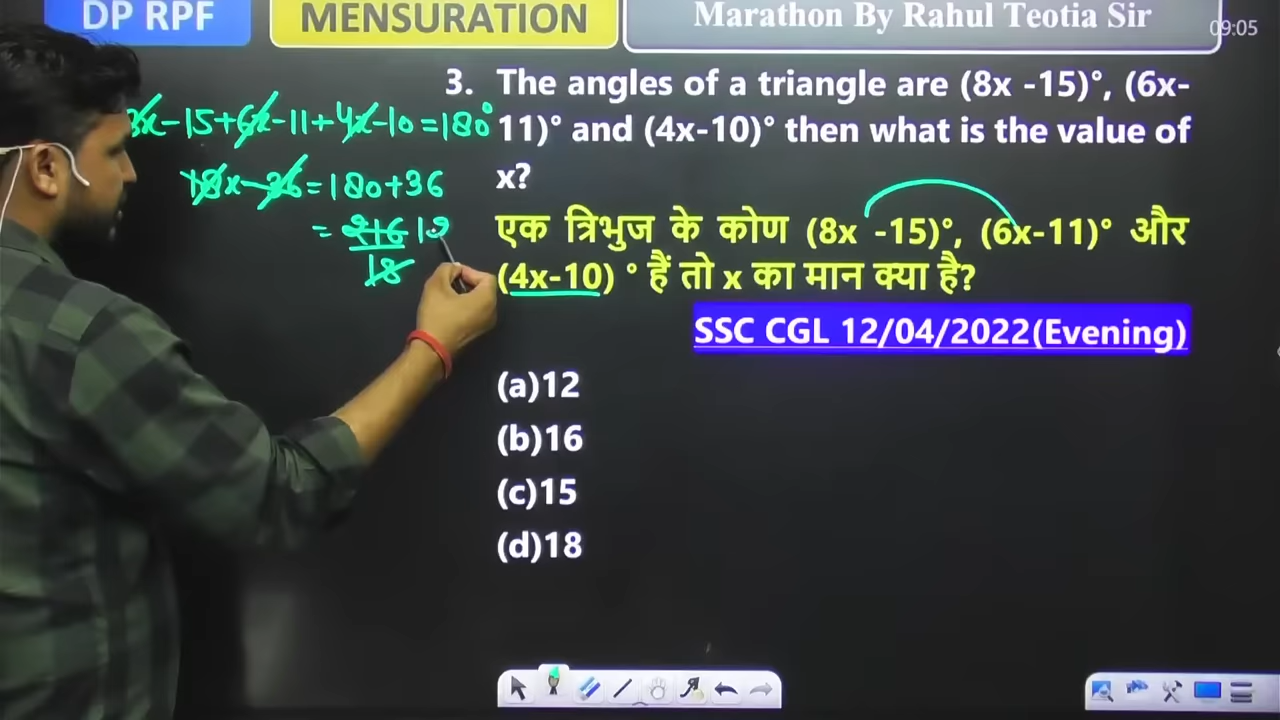 DP RPF
MENSURATION
Marathon By Rahul Teotia Sir
09:05
3. The angles of a triangle are (8x -15)°, (6x-
11)° and (4x-10)° then what is the value of
x?
एक त्रिभुज के कोण (8x -15)°, (6x-11)° और
(4x-10) ° हैं तो x का मान क्या है?
SSC CGL 12/04/2022(Evening)
(a)12
(b)16
(c)15
(d)18
8x-15+6x-11+4x-10=180°
18x-36=180+36
= 216 12
18